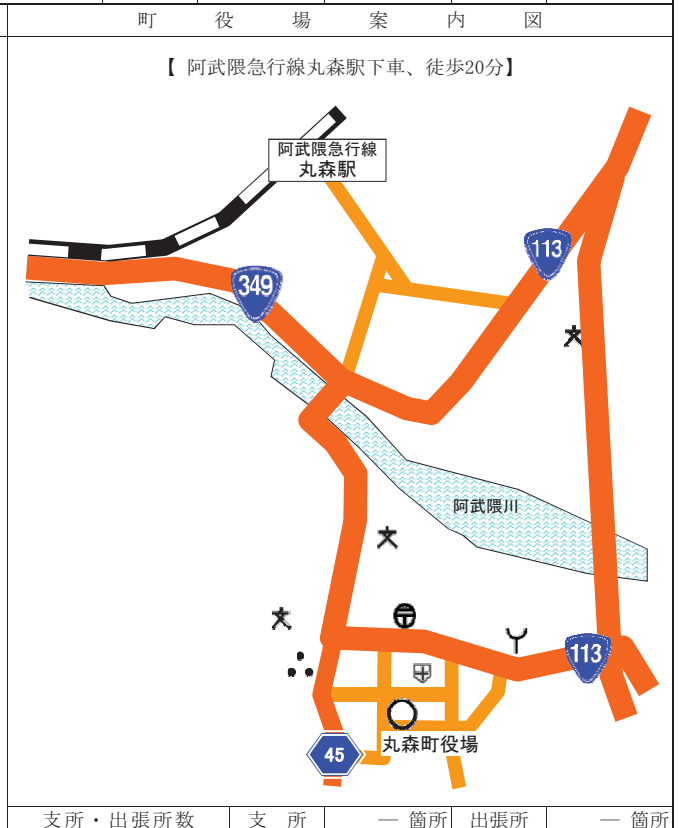 町役場案内図
【 阿武隈急行線丸森駅下車、徒歩20分】
阿武隈急行線
丸森駅
113
349
阿武隈川
113
丸森町役場
45
支所・出張所数 支所 ― 箇所 出張所 ― 箇所